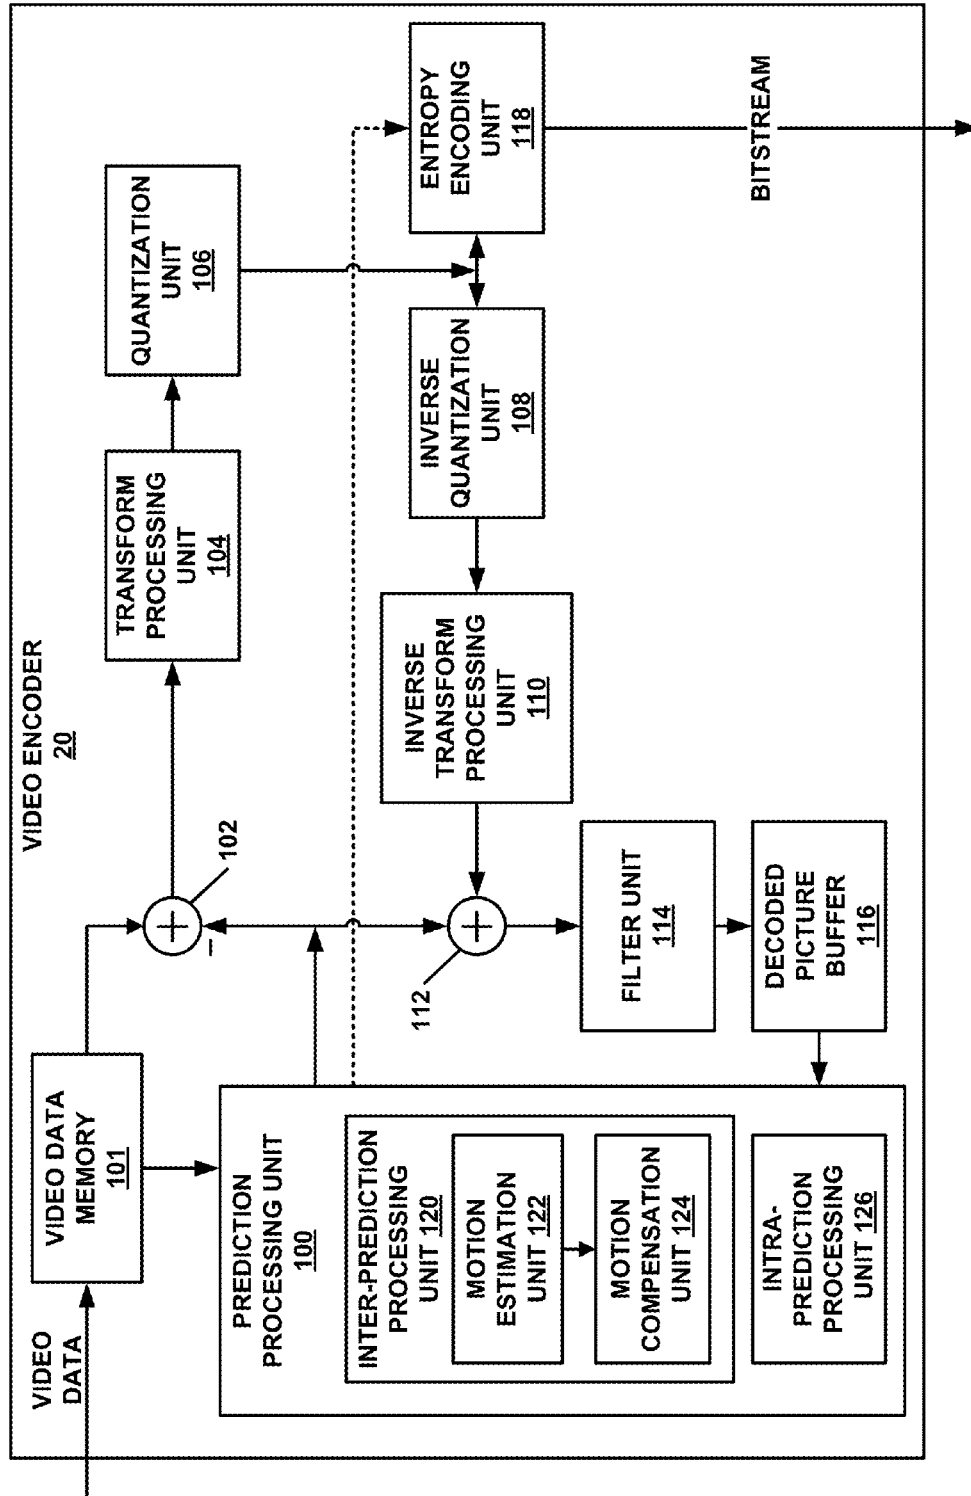 VIDEO ENCODER
20
VIDEO
DATA
VIDEO DATA
MEMORY
101
102
–
TRANSFORM
PROCESSING
UNIT
104
QUANTIZATION
UNIT
106
PREDICTION
PROCESSING UNIT
100
INTER-PREDICTION
PROCESSING
UNIT 120
MOTION
ESTIMATION
UNIT 122
MOTION
COMPENSATION
UNIT 124
INTRA-
PREDICTION
PROCESSING
UNIT 126
112
INVERSE
TRANSFORM
PROCESSING
UNIT
110
INVERSE
QUANTIZATION
UNIT
108
ENTROPY
ENCODING
UNIT
118
FILTER UNIT
114
DECODED
PICTURE
BUFFER
116
BITSTREAM